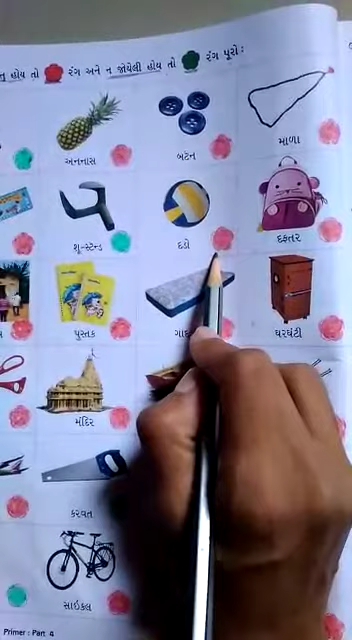 હોય તો રંગ અને ન જોયેલી હોય તો રંગ પૂરો :
અનનાસ બટન માળા
શૂ-સ્ટેન્ડ દડો દફતર
પુસ્તક ઘરઘંટી
મંદિર
કરવત
સાઇકલ
Primer : Part 4